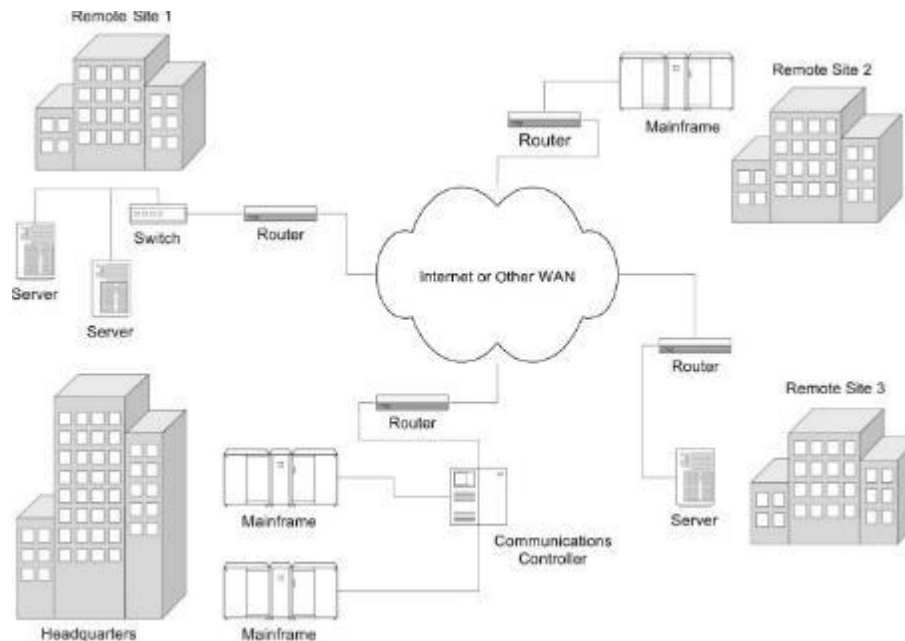 Remote Site 1
Remote Site 2
Mainframe
Router
Switch
Router
Server
Server
Internet or Other WAN
Router
Remote Site 3
Router
Mainframe
Communications
Controller
Server
Mainframe
Headquarters